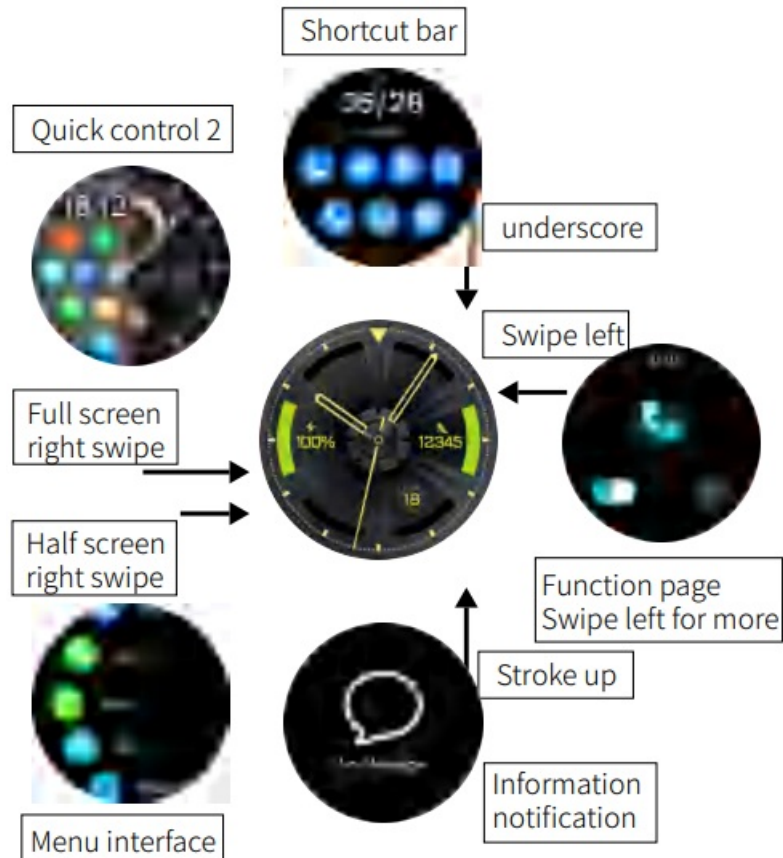 Shortcut bar
Quick control 2
underscore
Swipe left
100%
12345
18
Full screen
right swipe
Half screen
right swipe
Function page
Swipe left for more
Stroke up
Information
notification
Menu interface